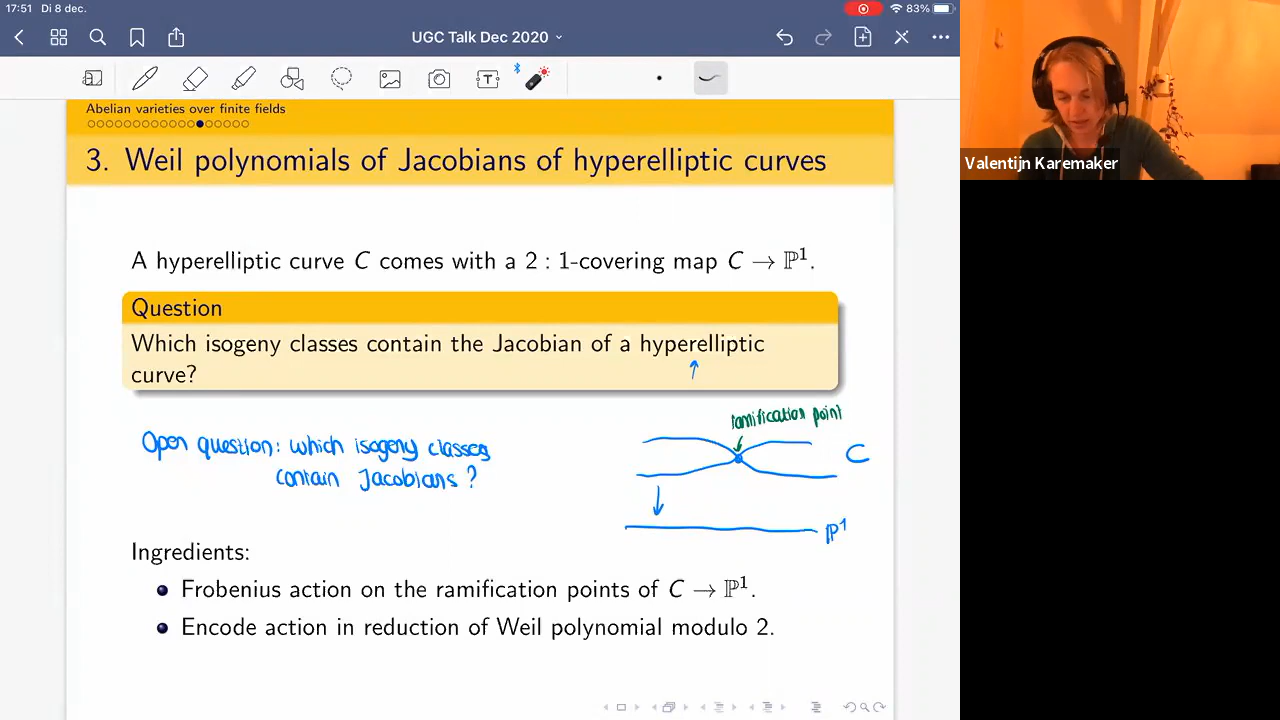 17:51 Di 8 dec.
83%
UGC Talk Dec 2020
T
Abelian varieties over finite fields
3. Weil polynomials of Jacobians of hyperelliptic curves
Valentijn Karemaker
A hyperelliptic curve C comes with a 2 : 1-covering map C → ℙ¹.
Question
Which isogeny classes contain the Jacobian of a hyperelliptic
curve?
ramification point
Open question: which isogeny classes
contain Jacobians?
C
ℙ¹
Ingredients:
Frobenius action on the ramification points of C → ℙ¹.
Encode action in reduction of Weil polynomial modulo 2.